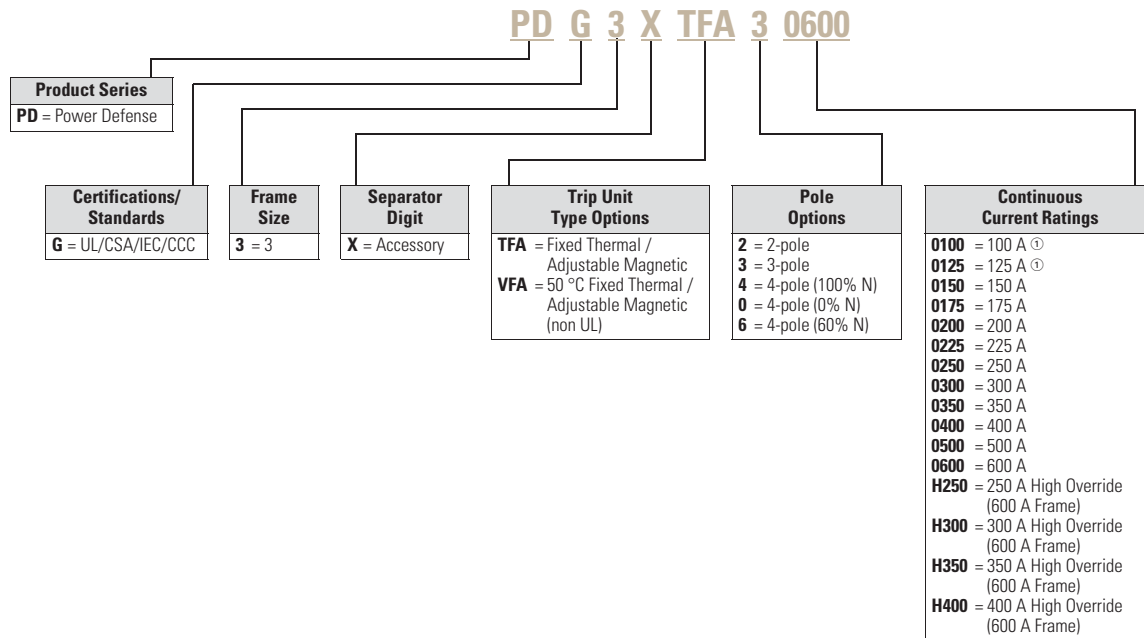 PD G 3 X TFA 3 0600
Product Series
PD = Power Defense
Certifications/
Standards
G = UL/CSA/IEC/CCC
Frame
Size
3 = 3
Separator
Digit
X = Accessory
Trip Unit
Type Options
TFA = Fixed Thermal /
Adjustable Magnetic
VFA = 50 °C Fixed Thermal /
Adjustable Magnetic
(non UL)
Pole
Options
2 = 2-pole
3 = 3-pole
4 = 4-pole (100% N)
0 = 4-pole (0% N)
6 = 4-pole (60% N)
Continuous
Current Ratings
0100 = 100 A ①
0125 = 125 A ①
0150 = 150 A
0175 = 175 A
0200 = 200 A
0225 = 225 A
0250 = 250 A
0300 = 300 A
0350 = 350 A
0400 = 400 A
0500 = 500 A
0600 = 600 A
H250 = 250 A High Override
(600 A Frame)
H300 = 300 A High Override
(600 A Frame)
H350 = 350 A High Override
(600 A Frame)
H400 = 400 A High Override
(600 A Frame)